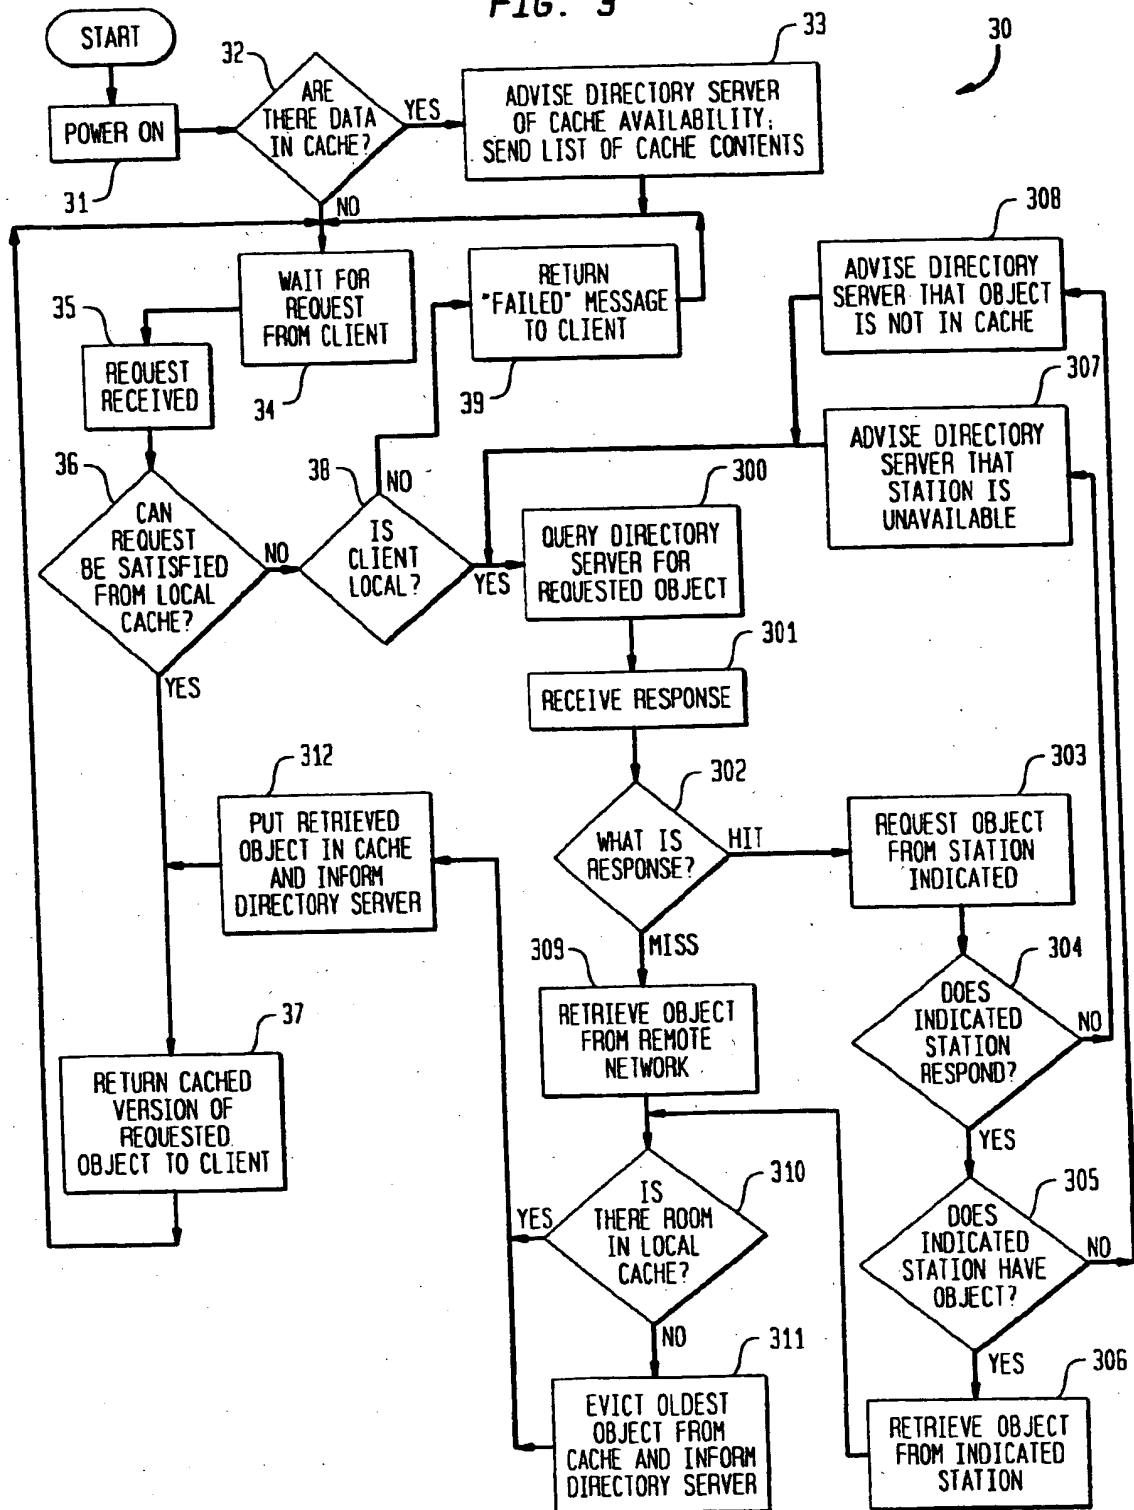 FIG. 3
30
START
POWER ON
31
32
ARE
THERE DATA
IN CACHE?
YES
NO
33
ADVISE DIRECTORY SERVER
OF CACHE AVAILABILITY;
SEND LIST OF CACHE CONTENTS
WAIT FOR
REQUEST
FROM CLIENT
34
35
REQUEST
RECEIVED
36
CAN
REQUEST
BE SATISFIED
FROM LOCAL
CACHE?
NO
YES
38
IS
CLIENT
LOCAL?
NO
YES
RETURN
"FAILED" MESSAGE
TO CLIENT
39
308
ADVISE DIRECTORY
SERVER THAT OBJECT
IS NOT IN CACHE
307
ADVISE DIRECTORY
SERVER THAT
STATION IS
UNAVAILABLE
300
QUERY DIRECTORY
SERVER FOR
REQUESTED OBJECT
301
RECEIVE RESPONSE
302
WHAT IS
RESPONSE?
HIT
MISS
303
REQUEST OBJECT
FROM STATION
INDICATED
304
DOES
INDICATED
STATION
RESPOND?
NO
YES
305
DOES
INDICATED
STATION HAVE
OBJECT?
NO
YES
306
RETRIEVE OBJECT
FROM INDICATED
STATION
309
RETRIEVE OBJECT
FROM REMOTE
NETWORK
310
IS
THERE ROOM
IN LOCAL
CACHE?
YES
NO
311
EVICT OLDEST
OBJECT FROM
CACHE AND INFORM
DIRECTORY SERVER
312
PUT RETRIEVED
OBJECT IN CACHE
AND INFORM
DIRECTORY SERVER
37
RETURN CACHED
VERSION OF
REQUESTED
OBJECT TO CLIENT